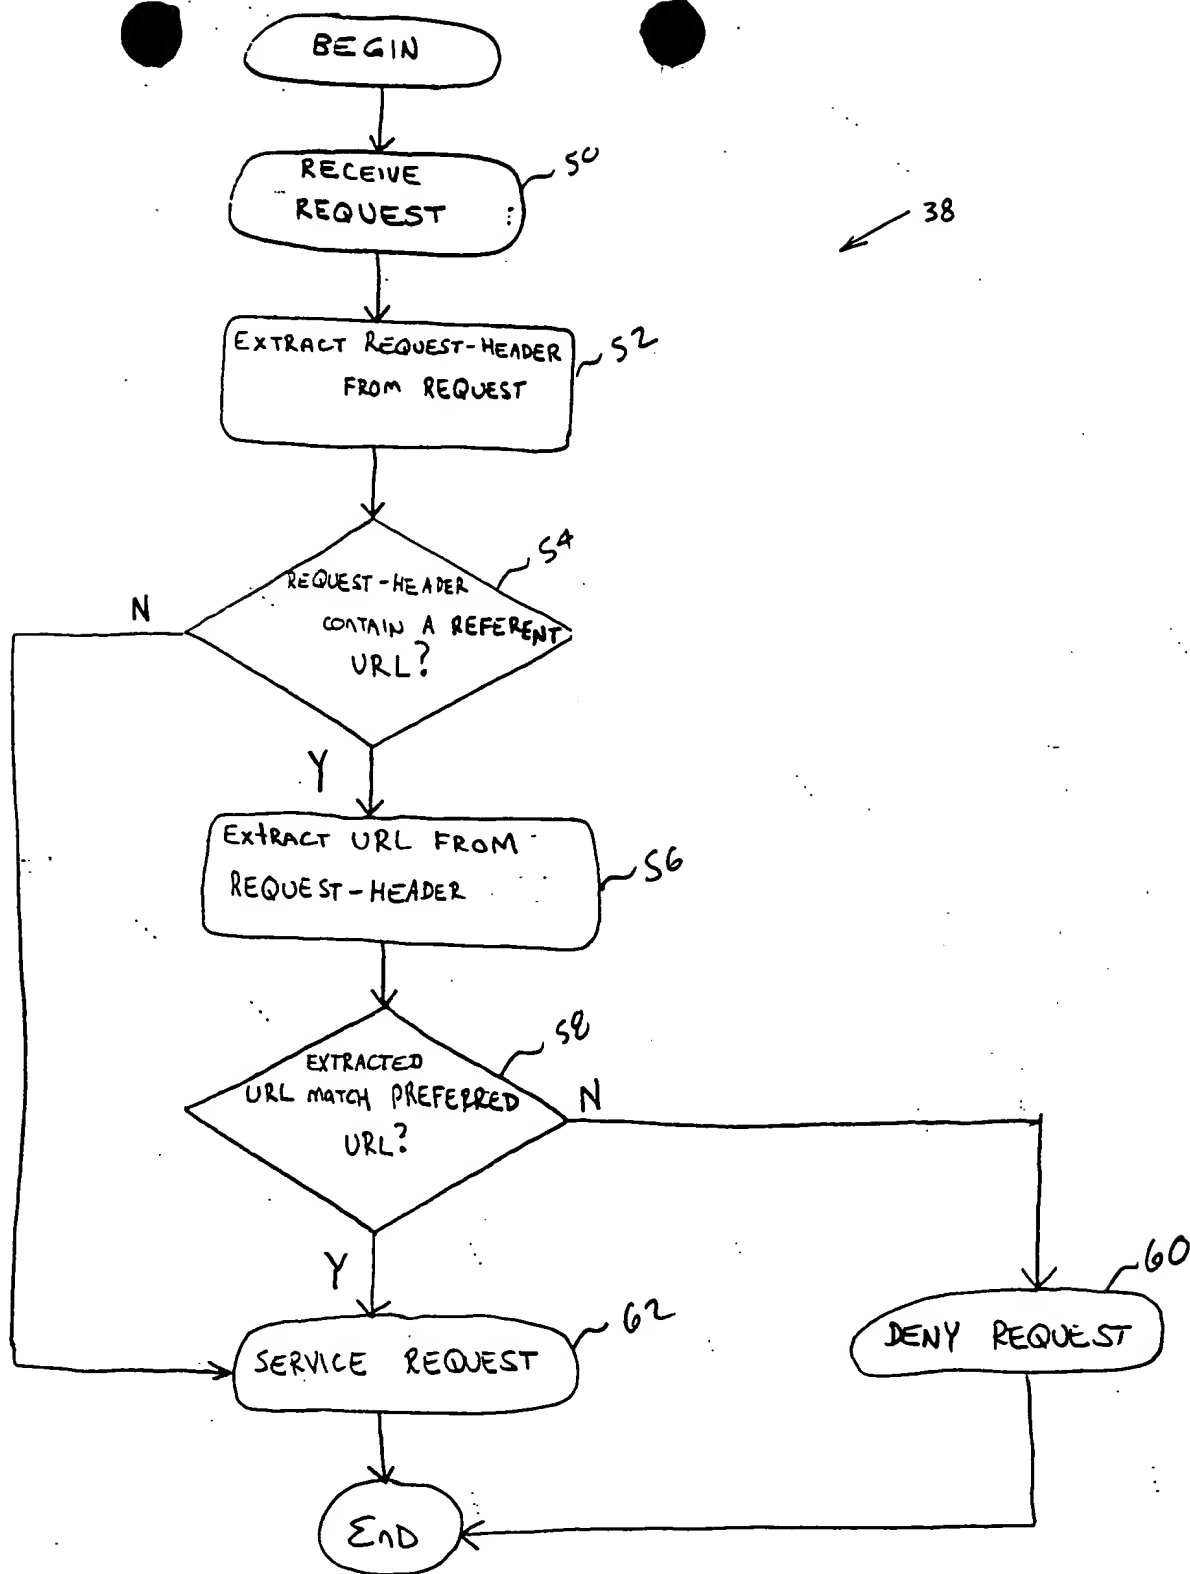 BEGIN
RECEIVE
REQUEST
50
38
EXTRACT REQUEST-HEADER
FROM REQUEST
52
REQUEST-HEADER
CONTAIN A REFERENT
URL?
54
N
Y
ExtRACT URL FROM
REQUEST-HEADER
56
EXTRACTED
URL MATCH PREFERRED
URL?
58
N
Y
SERVICE REQUEST
62
DENY REQUEST
60
EnD